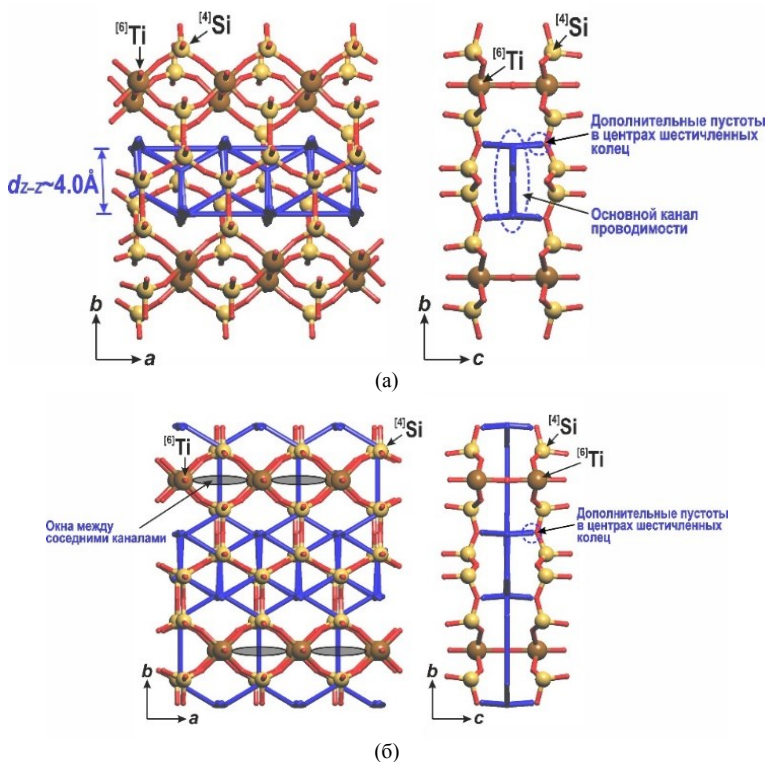 [6]Ti
[4]Si
dz–z~4.0Å
b
a
[4]Si
[6]Ti
Дополнительные пустоты
в центрах шестичленных
колец
Основной канал
проводимости
b
c
(а)
[6]Ti
[4]Si
Окна между
соседними каналами
b
a
[4]Si
[6]Ti
Дополнительные пустоты
в центрах шестичленных
колец
b
c
(б)